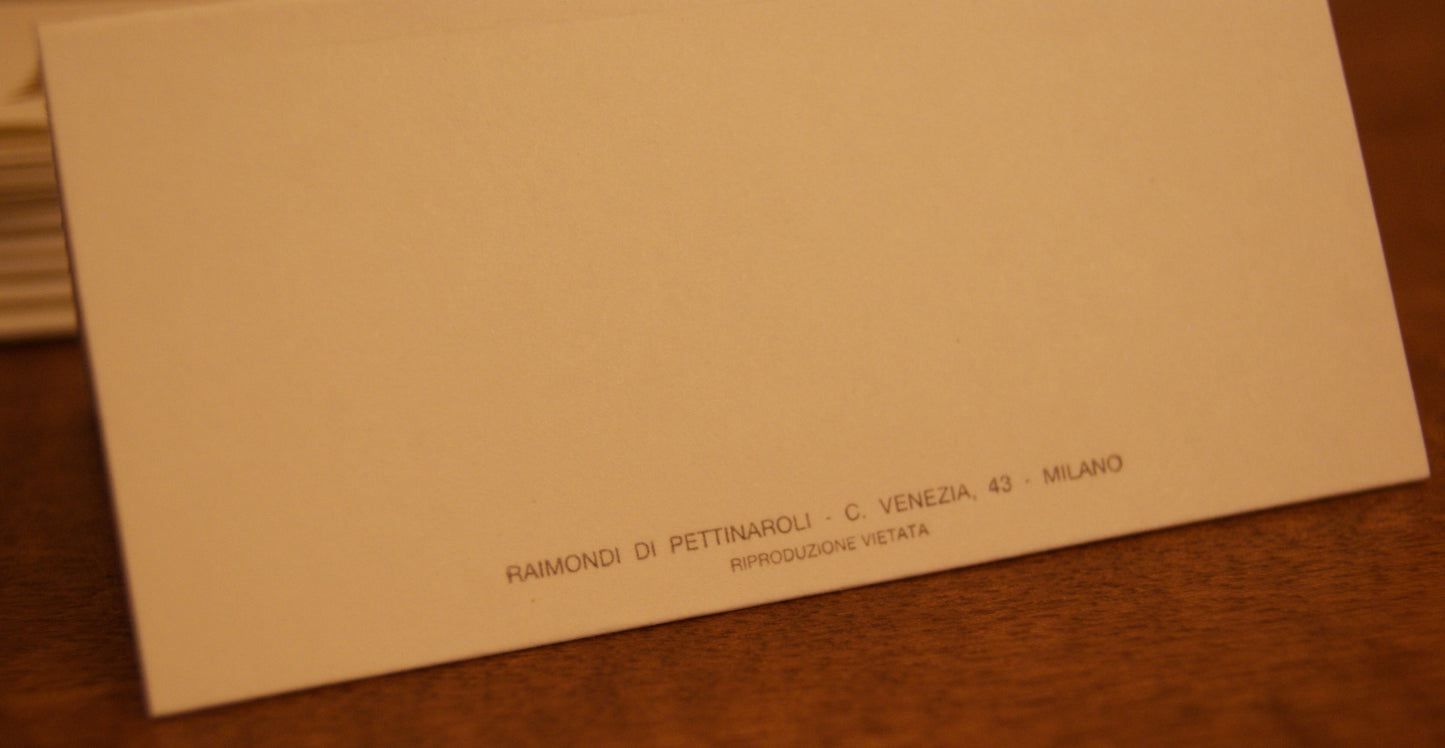 RAIMONDI DI PETTINAROLI - C. VENEZIA, 43 - MILANO
RIPRODUZIONE VIETATA